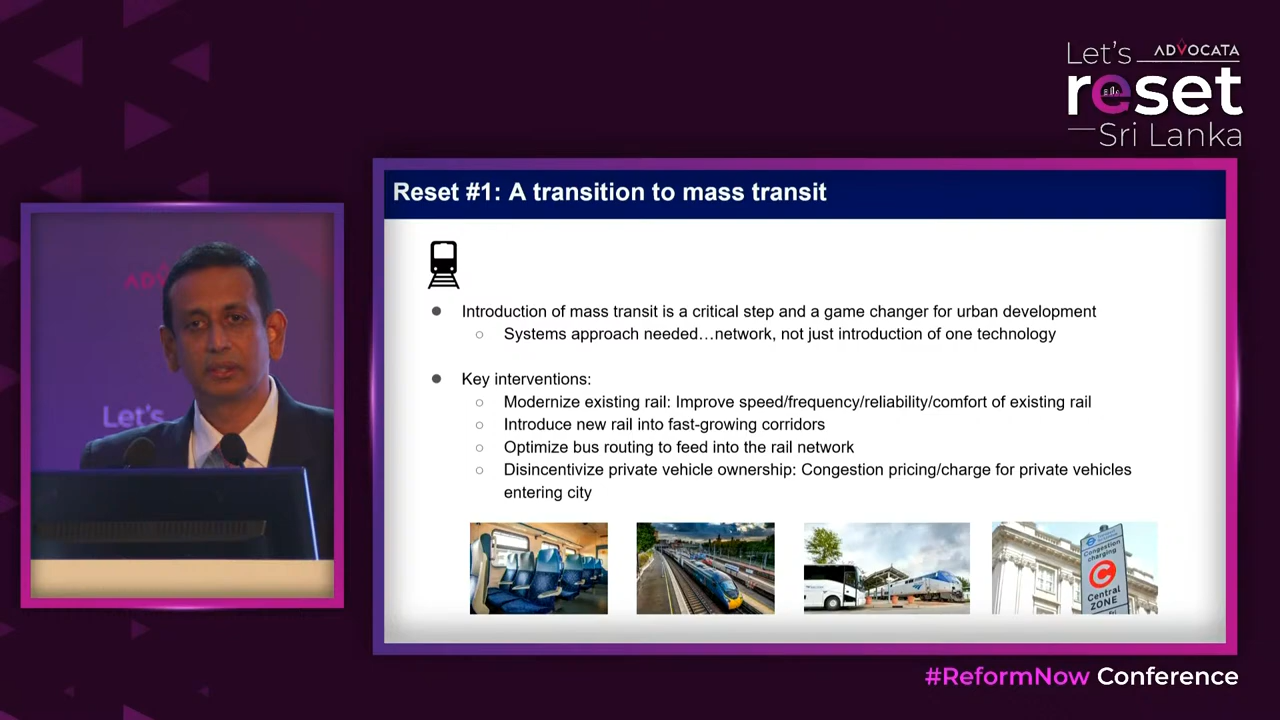 Let's
ADVOCATA
reset
Sri Lanka
Reset #1: A transition to mass transit
● Introduction of mass transit is a critical step and a game changer for urban development
○ Systems approach needed…network, not just introduction of one technology
● Key interventions:
○ Modernize existing rail: Improve speed/frequency/reliability/comfort of existing rail
○ Introduce new rail into fast-growing corridors
○ Optimize bus routing to feed into the rail network
○ Disincentivize private vehicle ownership: Congestion pricing/charge for private vehicles
entering city
Congestion
charging
C
Central
ZONE
ADV
Let's
#ReformNow Conference